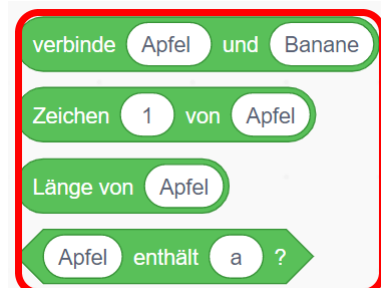 verbinde Apfel und Banane
Zeichen 1 von Apfel
Länge von Apfel
Apfel enthält a ?